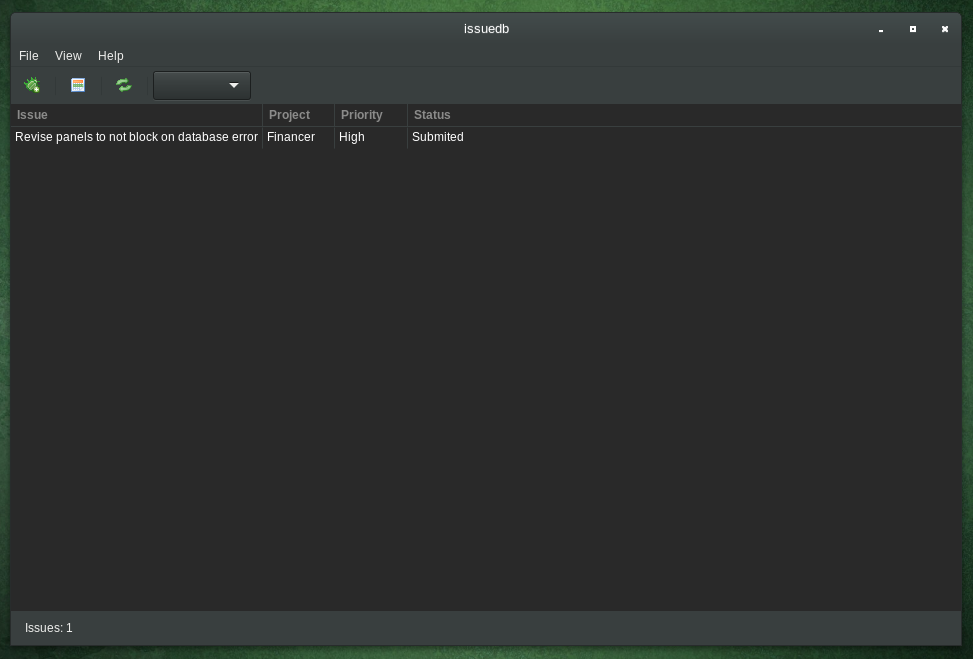 issuedb
File View Help
Issue Project Priority Status
Revise panels to not block on database error Financer High Submited
Issues: 1